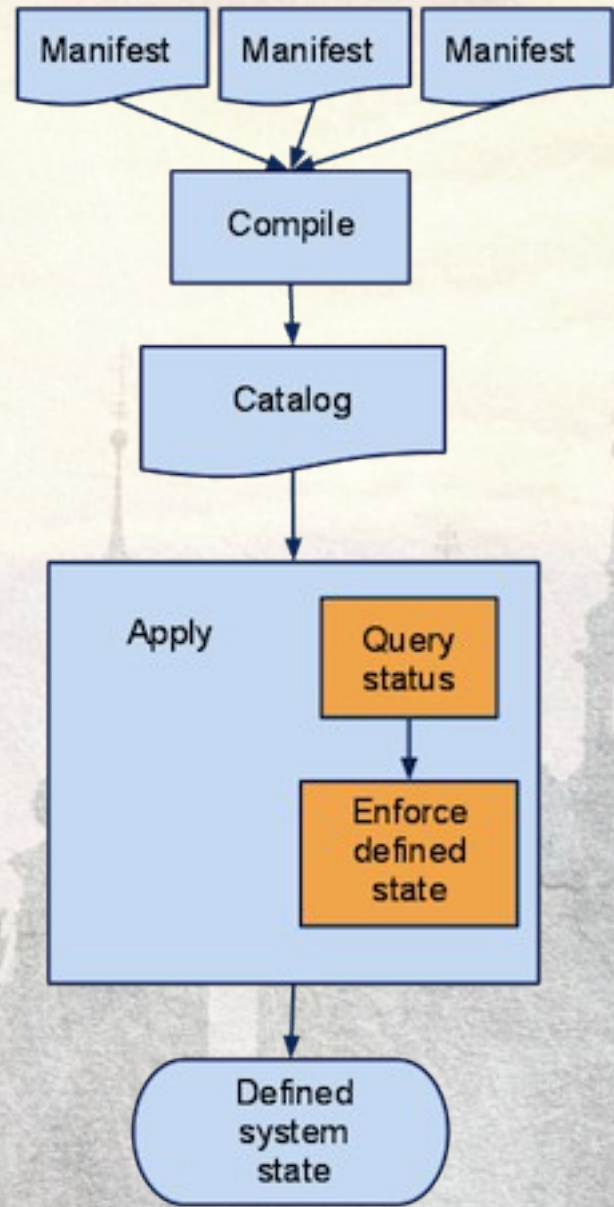 Manifest
Manifest
Manifest
Compile
Catalog
Apply
Query
status
Enforce
defined
state
Defined
system
state